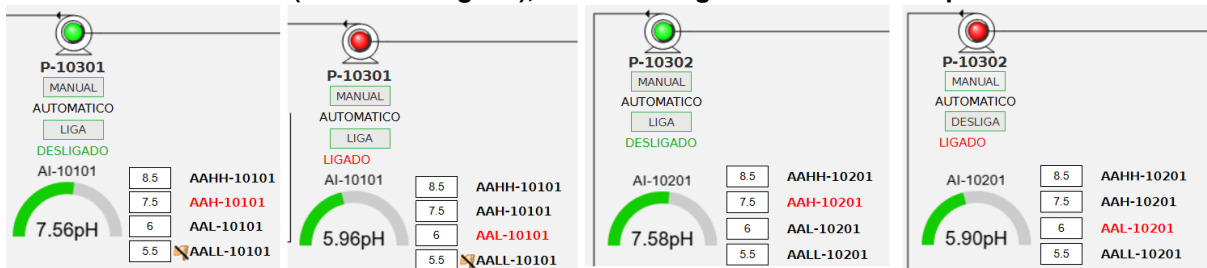 P-10301
MANUAL
AUTOMATICO
LIGA
DESLIGADO
AI-10101
7.56pH
8.5 AAHH-10101
7.5 AAH-10101
6 AAL-10101
5.5 AALL-10101
P-10301
MANUAL
AUTOMATICO
LIGA
LIGADO
AI-10101
5.96pH
8.5 AAHH-10101
7.5 AAH-10101
6 AAL-10101
5.5 AALL-10101
P-10302
MANUAL
AUTOMATICO
LIGA
DESLIGADO
AI-10201
7.58pH
8.5 AAHH-10201
7.5 AAH-10201
6 AAL-10201
5.5 AALL-10201
P-10302
MANUAL
AUTOMATICO
DESLIGA
LIGADO
AI-10201
5.90pH
8.5 AAHH-10201
7.5 AAH-10201
6 AAL-10201
5.5 AALL-10201